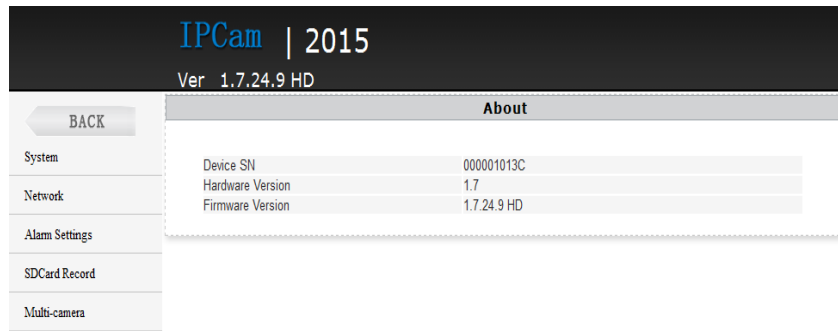 IPCam | 2015
Ver 1.7.24.9 HD
BACK
System
Network
Alarm Settings
SDCard Record
Multi-camera
About
Device SN 000001013C
Hardware Version 1.7
Firmware Version 1.7.24.9 HD